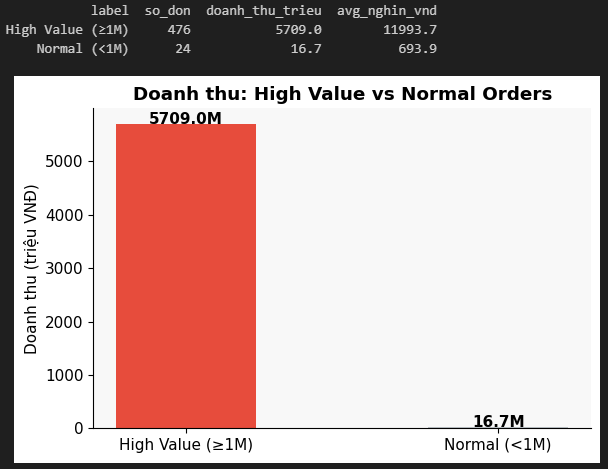 label so_don doanh_thu_trieu avg_nghin_vnd
High Value (≥1M) 476 5709.0 11993.7
Normal (<1M) 24 16.7 693.9
Doanh thu: High Value vs Normal Orders
5709.0M
5000
4000
3000
2000
1000
0
Doanh thu (triệu VNĐ)
16.7M
High Value (≥1M) Normal (<1M)